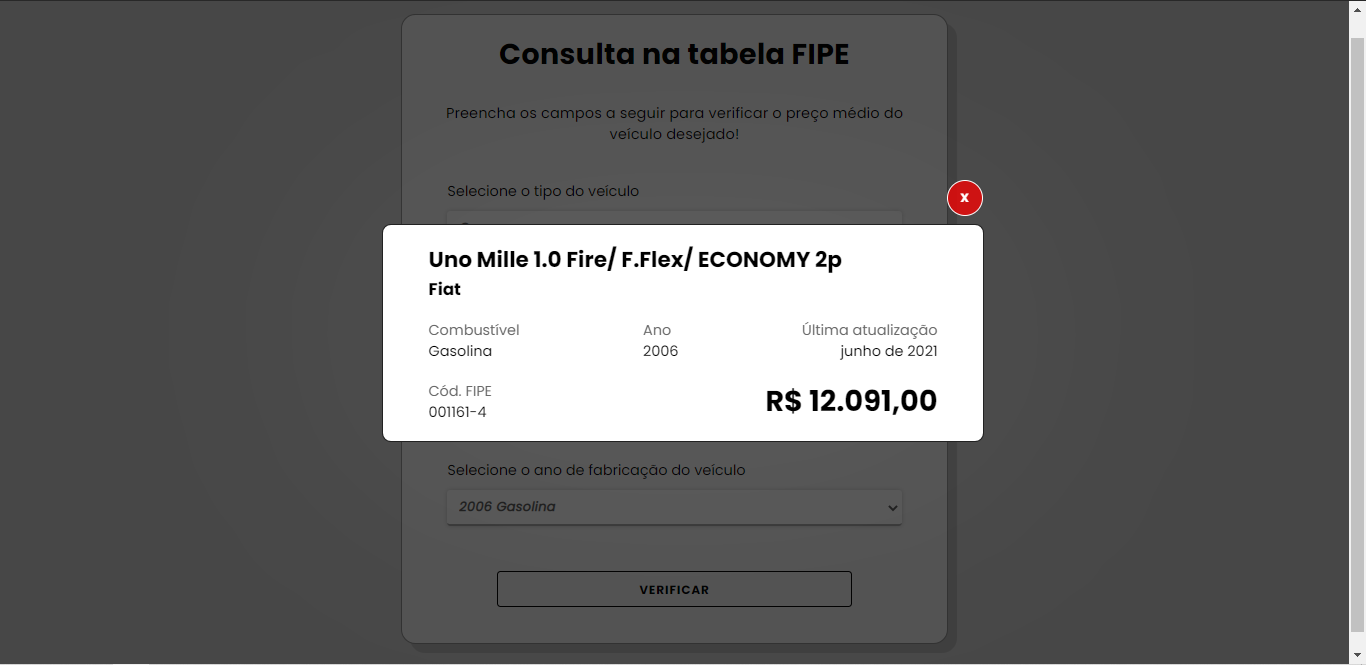 Consulta na tabela FIPE
Preencha os campos a seguir para verificar o preço médio do
veículo desejado!
Selecione o tipo do veículo
x
Uno Mille 1.0 Fire/ F.Flex/ ECONOMY 2p
Fiat
Combustível Ano Última atualização
Gasolina 2006 junho de 2021
Cód. FIPE
001161-4
R$ 12.091,00
Selecione o ano de fabricação do veículo
2006 Gasolina
VERIFICAR